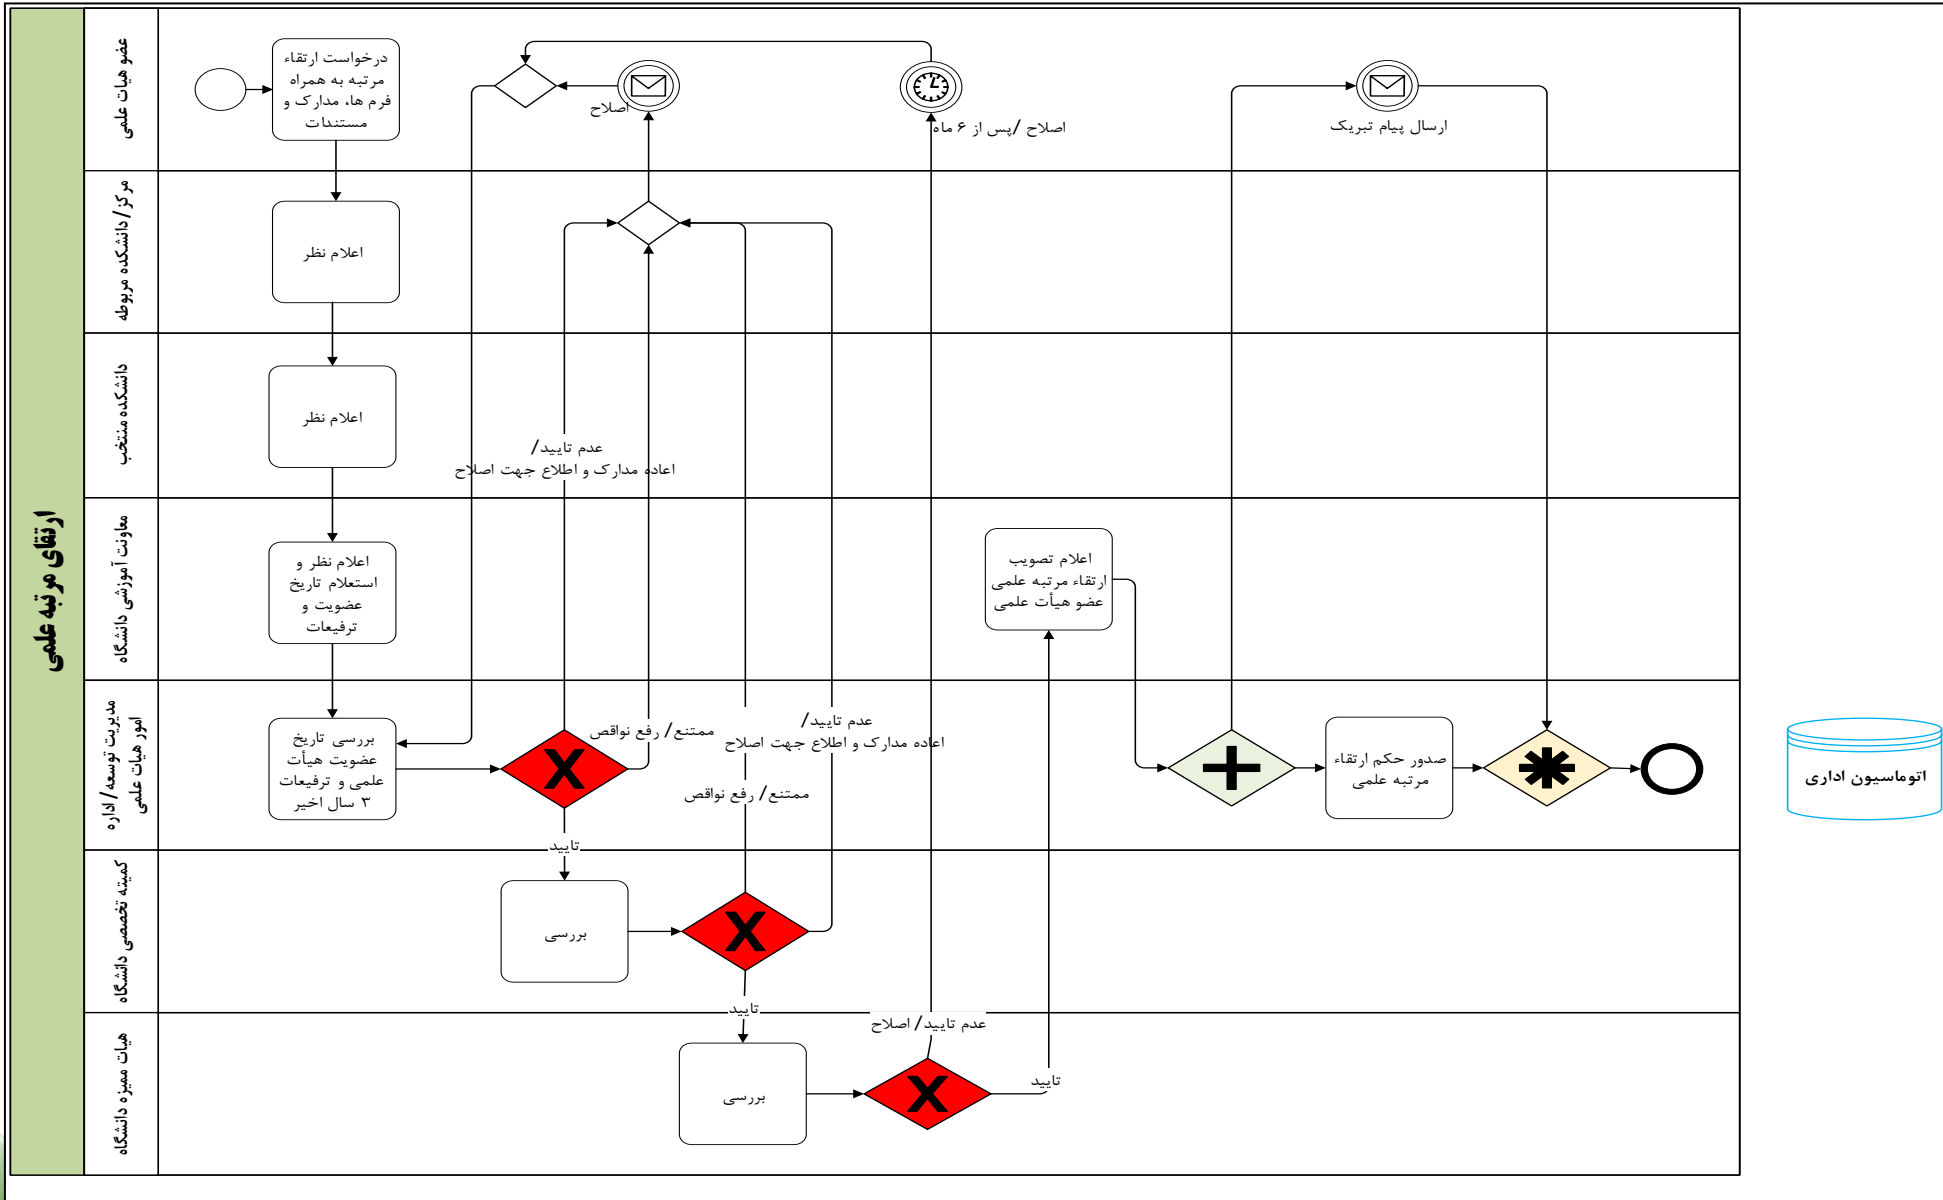 ارتقای مرتبه علمی
عضو هیات علمی
درخواست ارتقاء
مرتبه به همراه
فرم ها، مدارک و
مستندات
اصلاح
اصلاح /پس از ۶ ماه
ارسال پیام تبریک
مرکز/دانشکده مربوطه
اعلام نظر
دانشکده منتخب
اعلام نظر
عدم تایید/
اعاده مدارک و اطلاع جهت اصلاح
معاونت آموزشی دانشگاه
اعلام نظر و
استعلام تاریخ
عضویت و
ترفیعات
اعلام تصویب
ارتقاء مرتبه علمی
عضو هیأت علمی
مدیریت توسعه/اداره
امور هیات علمی
بررسی تاریخ
عضویت هیأت
علمی و ترفیعات
۳ سال اخیر
X
ممتنع/ رفع نواقص
عدم تایید/
اعاده مدارک و اطلاع جهت اصلاح
ممتنع/ رفع نواقص
صدور حکم ارتقاء
مرتبه علمی
اتوماسیون اداری
تایید
کمیته تخصصی دانشگاه
بررسی
X
تایید
هیات ممیزه دانشگاه
بررسی
عدم تایید/ اصلاح
X
تایید